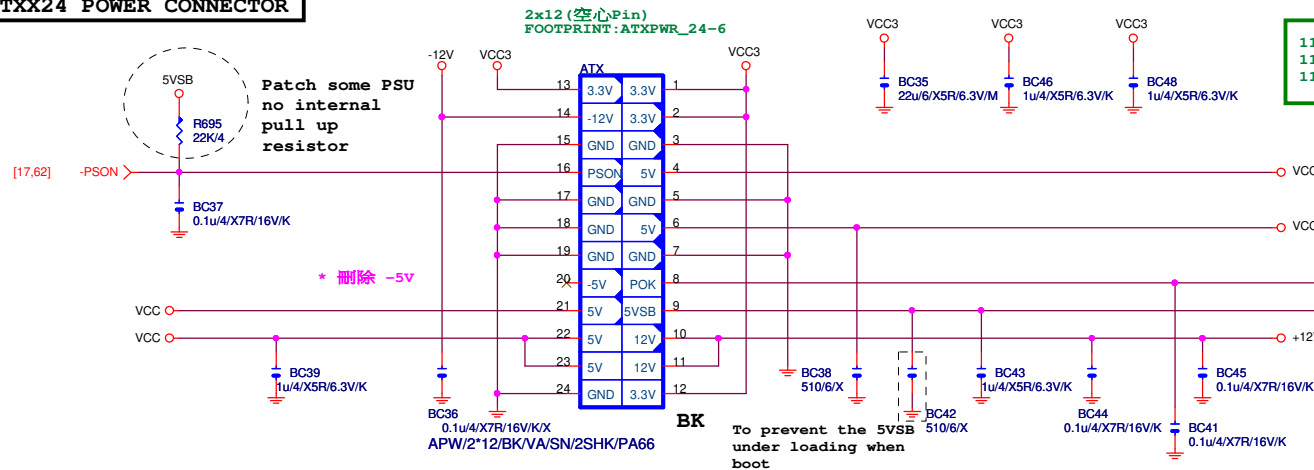 TXX24 POWER CONNECTOR
2x12(空心Pin)
FOOTPRINT:ATXPWR_24-6
5VSB
R695
22K/4
Patch some PSU
no internal
pull up
resistor
[17,62]
-PSON
BC37
0.1u/4/X7R/16V/K
* 刪除 -5V
VCC
VCC
BC39
1u/4/X5R/6.3V/K
-12V
VCC3
VCC3
ATX
13 3.3V 3.3V 1
14 -12V 3.3V 2
15 GND GND 3
16 PSON 5V 4
17 GND GND 5
18 GND 5V 6
19 GND GND 7
20 -5V POK 8
21 5V 5VSB 9
22 5V 12V 10
23 5V 12V 11
24 GND 3.3V 12
BC36
0.1u/4/X7R/16V/K/X
APW/2*12/BK/VA/SN/2SHK/PA66
BK
VCC3
BC35
22u/6/X5R/6.3V/M
VCC3
BC46
1u/4/X5R/6.3V/K
VCC3
BC48
1u/4/X5R/6.3V/K
11
11
11
VCC
VCC
+12
BC38
510/6/X
BC42
510/6/X
To prevent the 5VSB
under loading when
boot
BC43
1u/4/X5R/6.3V/K
BC44
0.1u/4/X7R/16V/K
BC41
0.1u/4/X7R/16V/K
BC45
0.1u/4/X7R/16V/K